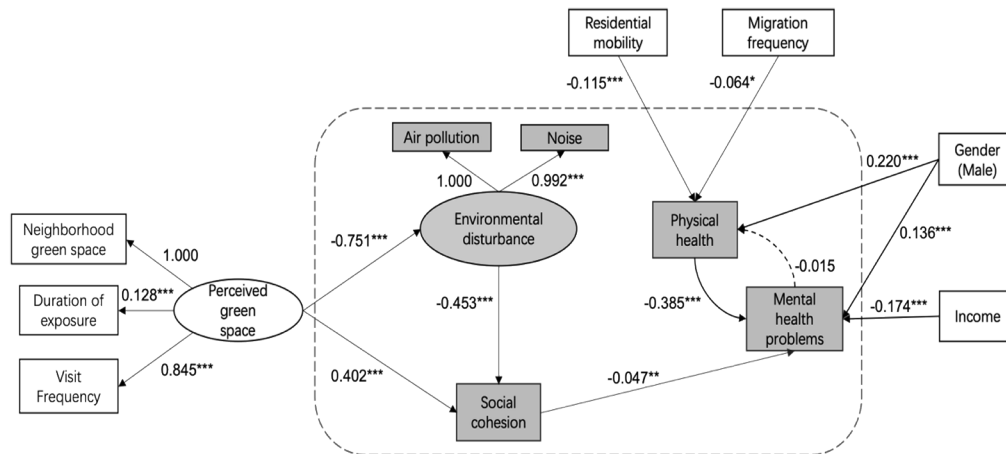 Residential
mobility
Migration
frequency
-0.115***
-0.064*
Air pollution
Noise
1.000
0.992***
Gender
(Male)
0.220***
Neighborhood
green space
1.000
-0.751***
Environmental
disturbance
Physical
health
0.136***
-0.015
Duration of
exposure
0.128***
Perceived
green
space
-0.453***
-0.385***
Mental
health
problems
-0.174***
Income
Visit
Frequency
0.845***
0.402***
-0.047**
Social
cohesion